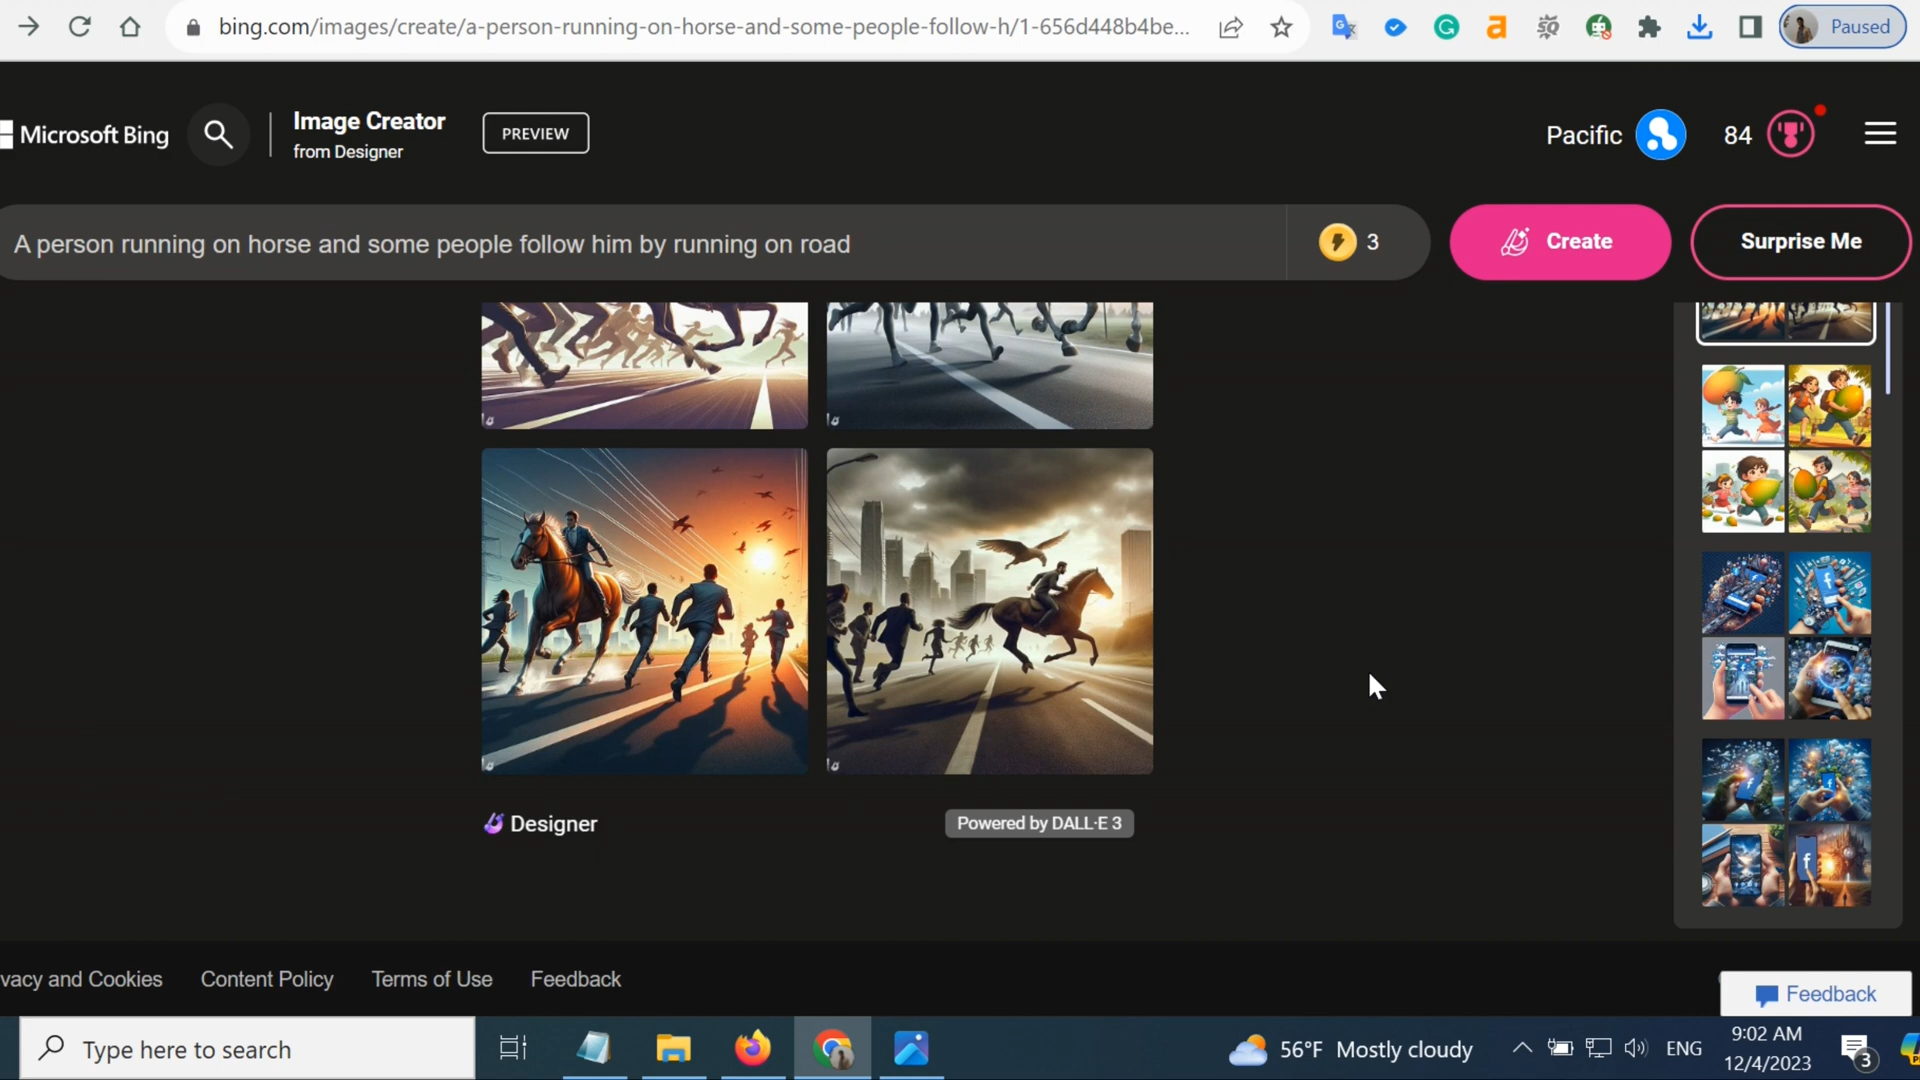 bing.com/images/create/a-person-running-on-horse-and-some-people-follow-h/1-656d448b4be...
Paused
Microsoft Bing
Image Creator
from Designer
PREVIEW
Pacific
84
A person running on horse and some people follow him by running on road
3
Create
Surprise Me
Designer
Powered by DALL·E 3
vacy and Cookies
Content Policy
Terms of Use
Feedback
Feedback
Type here to search
56°F Mostly cloudy
ENG
9:02 AM
12/4/2023
3